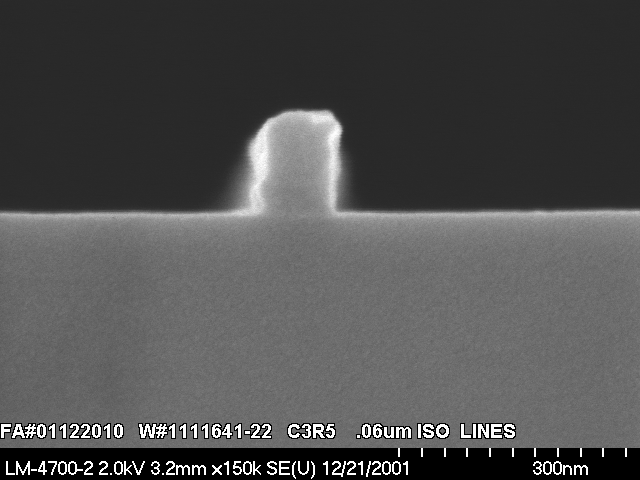 FA#01122010 W#1111641-22 C3R5 .06um ISO LINES
LM-4700-2 2.0kV 3.2mm x150k SE(U) 12/21/2001 300nm